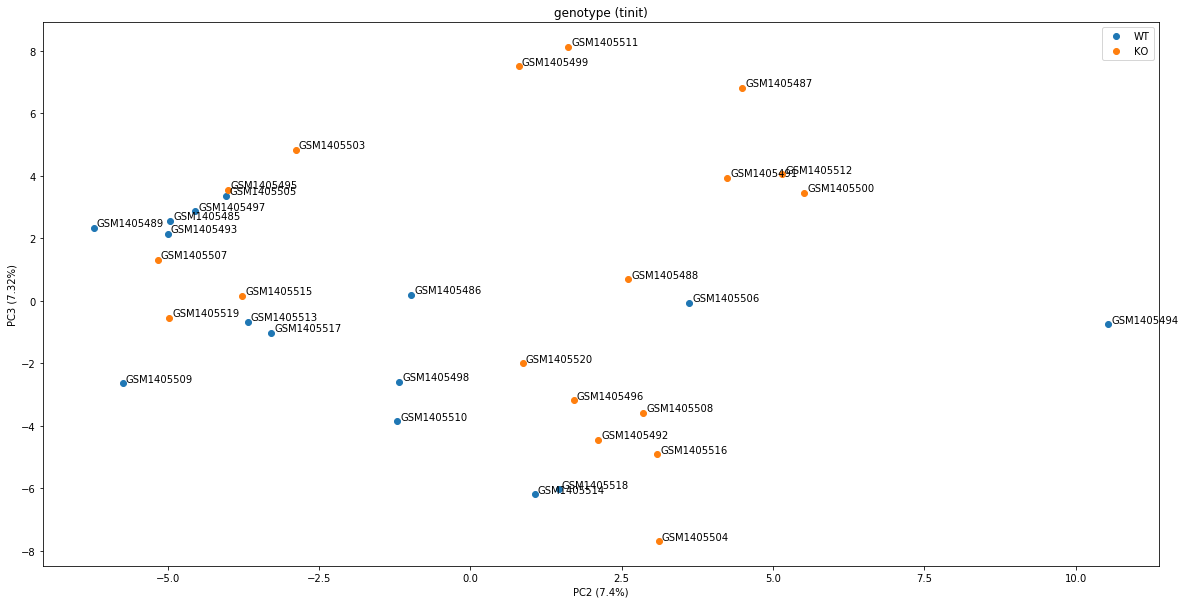 genotype (tinit)
WT
KO
GSM1405511
GSM1405499
GSM1405487
GSM1405503
GSM1405491
GSM1405512
GSM1405500
GSM1405495
GSM1405505
GSM1405497
GSM1405485
GSM1405489
GSM1405493
GSM1405507
GSM1405488
GSM1405515
GSM1405486
GSM1405506
GSM1405519
GSM1405513
GSM1405494
GSM1405517
GSM1405520
GSM1405509
GSM1405498
GSM1405496
GSM1405508
GSM1405510
GSM1405492
GSM1405516
GSM1405518
GSM1405514
GSM1405504
8
6
4
2
0
−2
−4
−6
−8
PC3 (7.32%)
−5.0
−2.5
0.0
2.5
5.0
7.5
10.0
PC2 (7.4%)